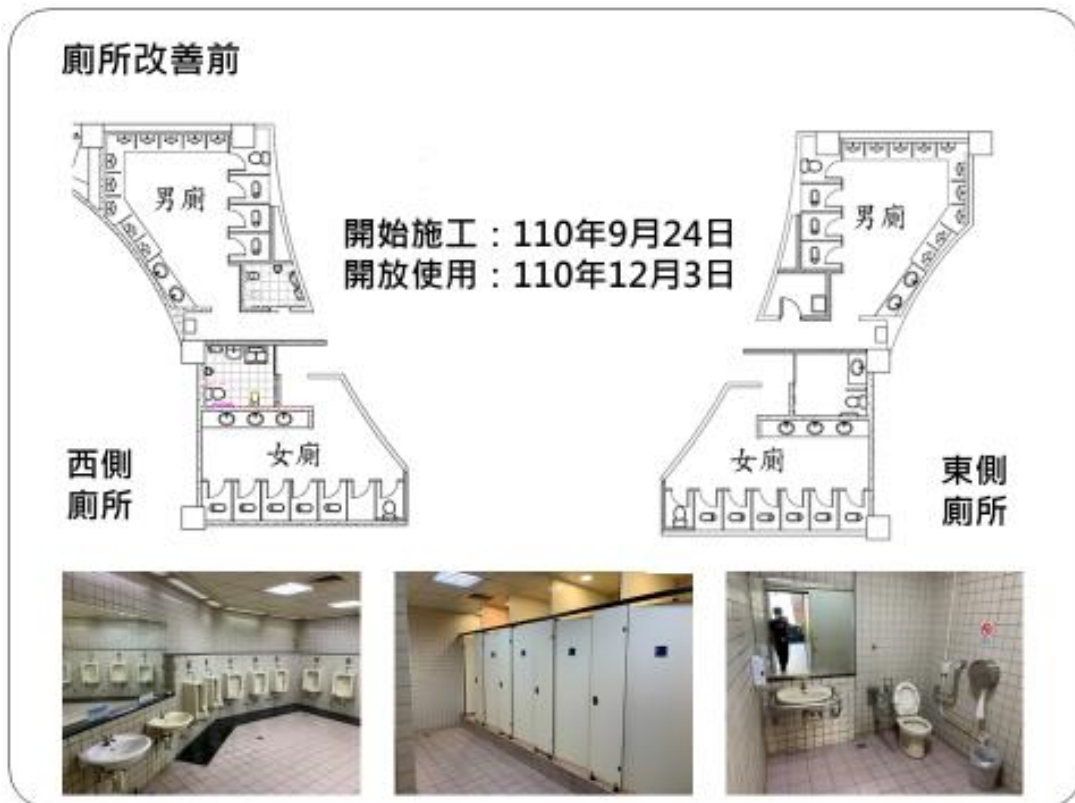 廁所改善前
男廁
男廁
開始施工：110年9月24日
開放使用：110年12月3日
女廁
女廁
西側
廁所
東側
廁所